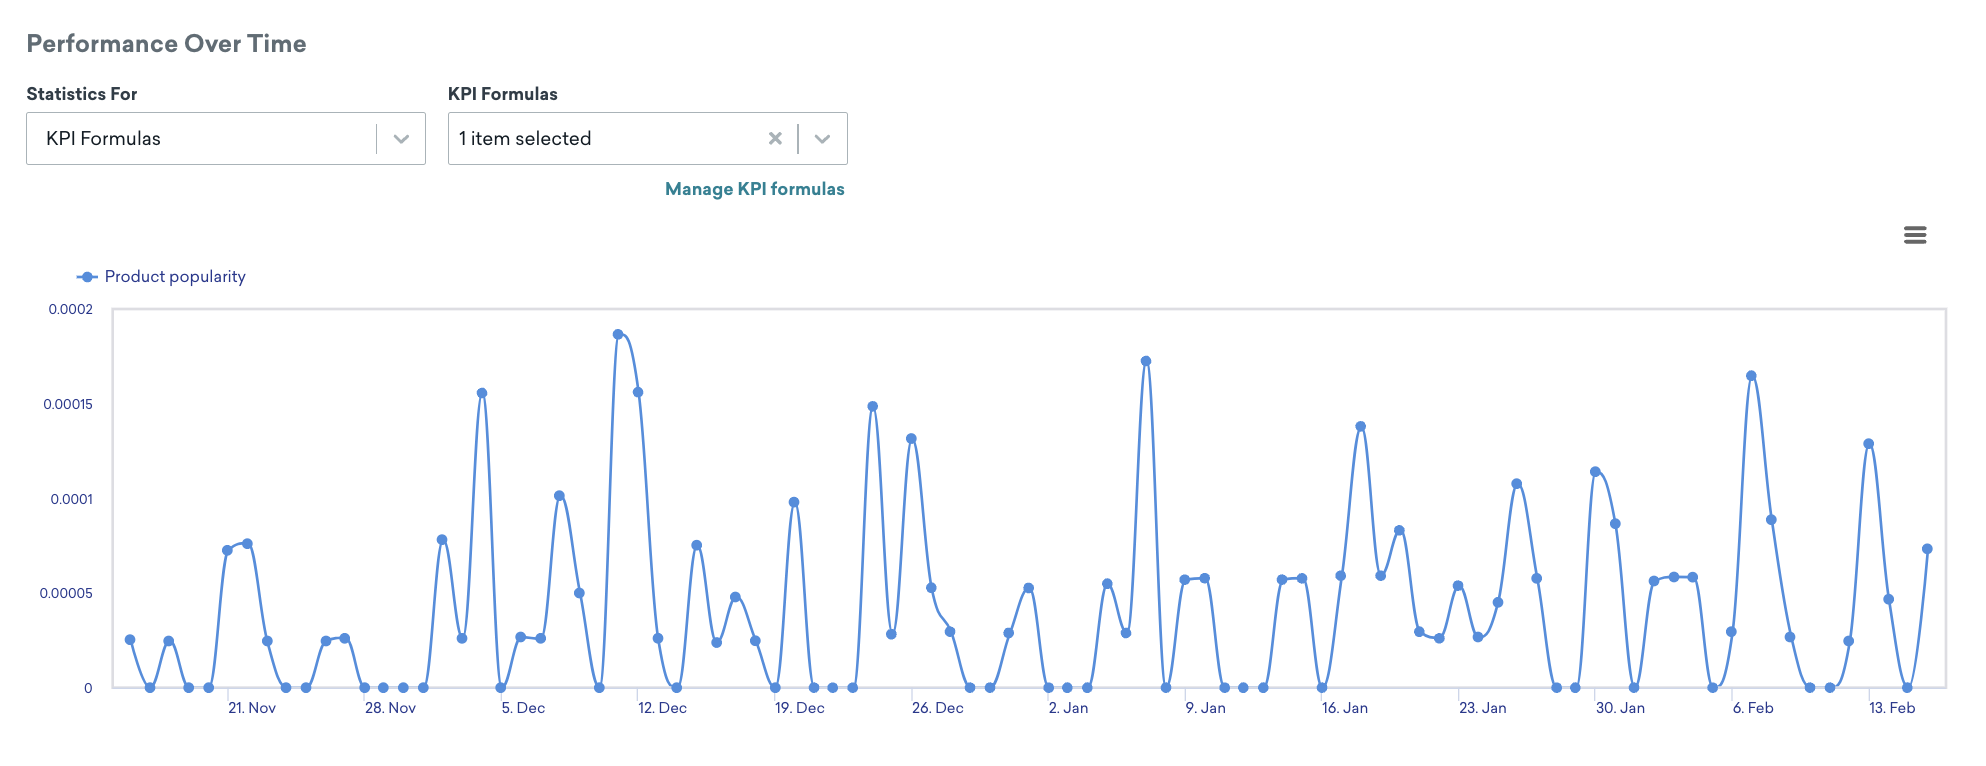 Performance Over Time
Statistics For
KPI Formulas
KPI Formulas
1 item selected
Manage KPI formulas
Product popularity
0.0002
0.00015
0.0001
0.00005
0
21. Nov
28. Nov
5. Dec
12. Dec
19. Dec
26. Dec
2. Jan
9. Jan
16. Jan
23. Jan
30. Jan
6. Feb
13. Feb